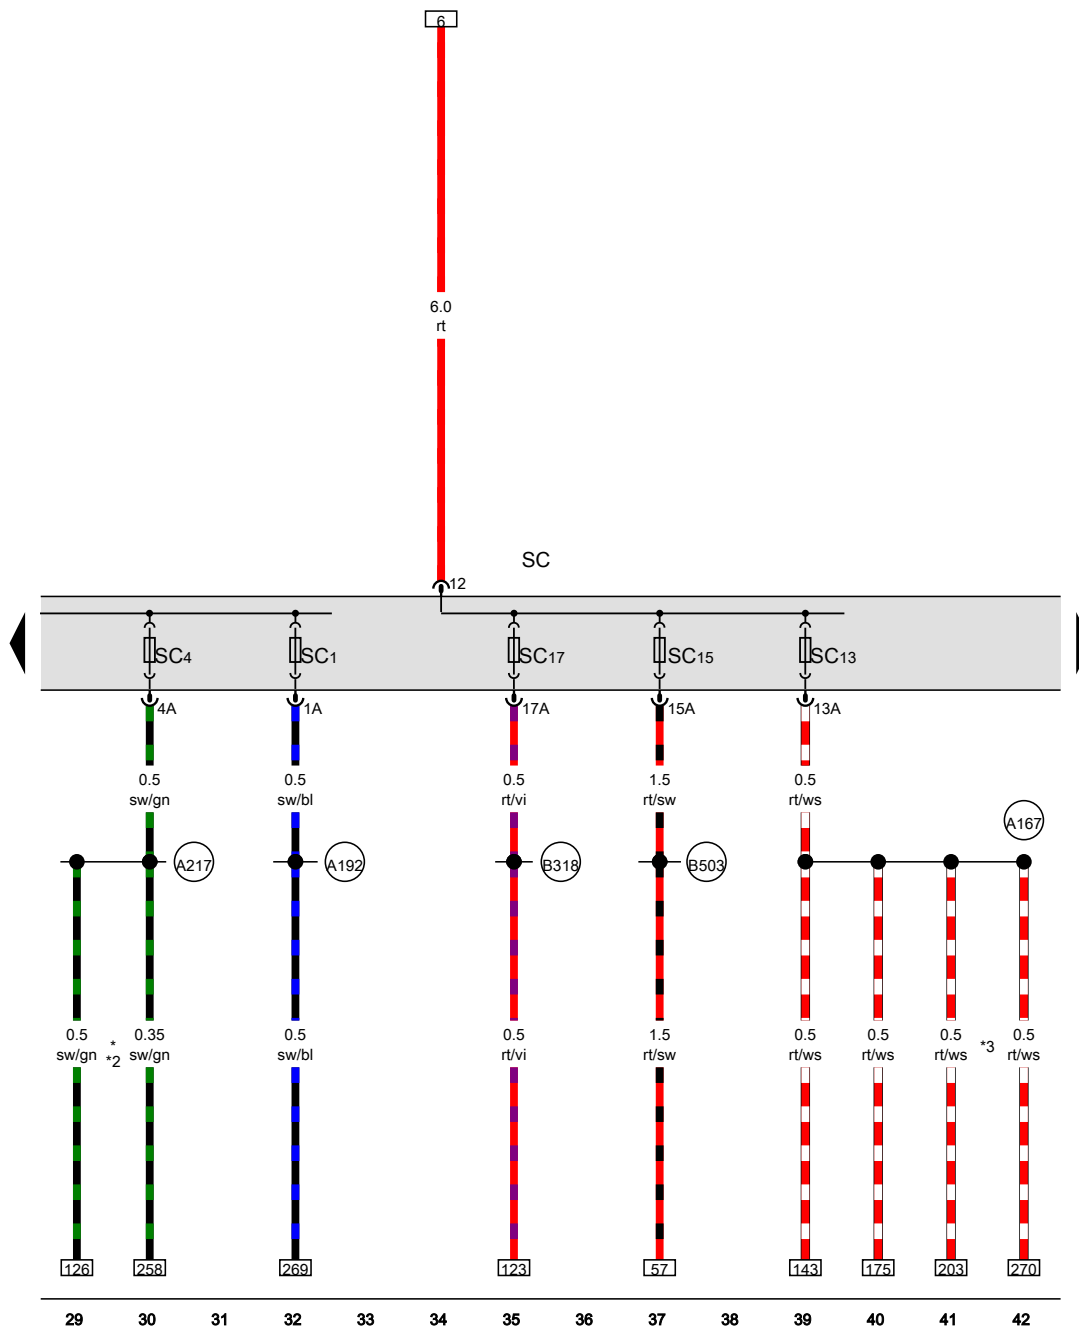 6
6.0
rt
SC
12
SC4 SC1 SC17 SC15 SC13
4A 1A 17A 15A 13A
0.5 0.5 0.5 1.5 0.5
sw/gn sw/bl rt/vi rt/sw rt/ws
A167
A217 A192 B318 B503
0.5 * 0.35 0.5 0.5 1.5 0.5 0.5 0.5 *3 0.5
sw/gn *2 sw/gn sw/bl rt/vi rt/sw rt/ws rt/ws rt/ws rt/ws
126 258 269 123 57 143 175 203 270
29 30 31 32 33 34 35 36 37 38 39 40 41 42